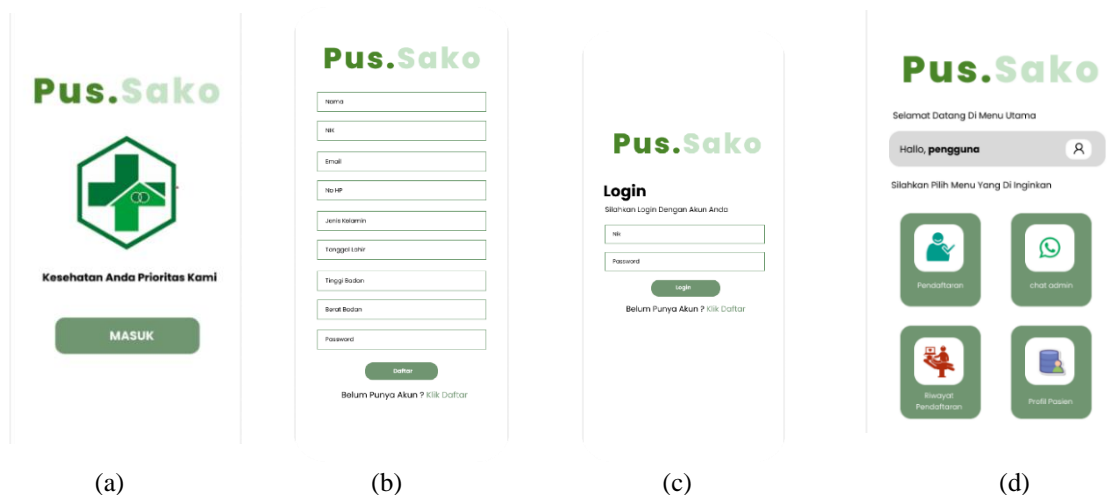 Pus.Sako
Kesehatan Anda Prioritas Kami
MASUK
(a)
Pus.Sako
Nama
NIK
Email
No HP
Jenis Kelamin
Tanggal Lahir
Tinggi Badan
Berat Badan
Password
Daftar
Belum Punya Akun ? Klik Daftar
(b)
Pus.Sako
Login
Silahkan Login Dengan Akun Anda
Nik
Password
Login
Belum Punya Akun ? Klik Daftar
(c)
Pus.Sako
Selamat Datang Di Menu Utama
Hallo, pengguna
Silahkan Pilih Menu Yang Di Inginkan
Pendaftaran
chat admin
Riwayat
Pendaftaran
Profil Pasien
(d)